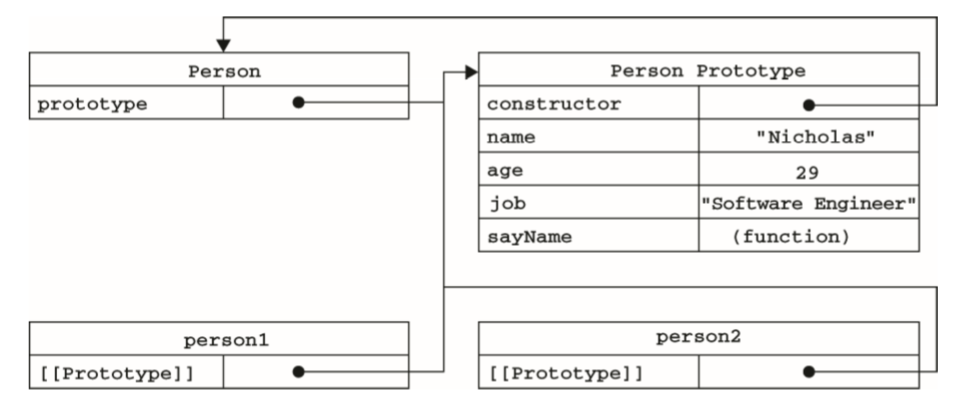 Person
prototype
Person Prototype
constructor
name "Nicholas"
age 29
job "Software Engineer"
sayName (function)
person1
[[Prototype]]
person2
[[Prototype]]